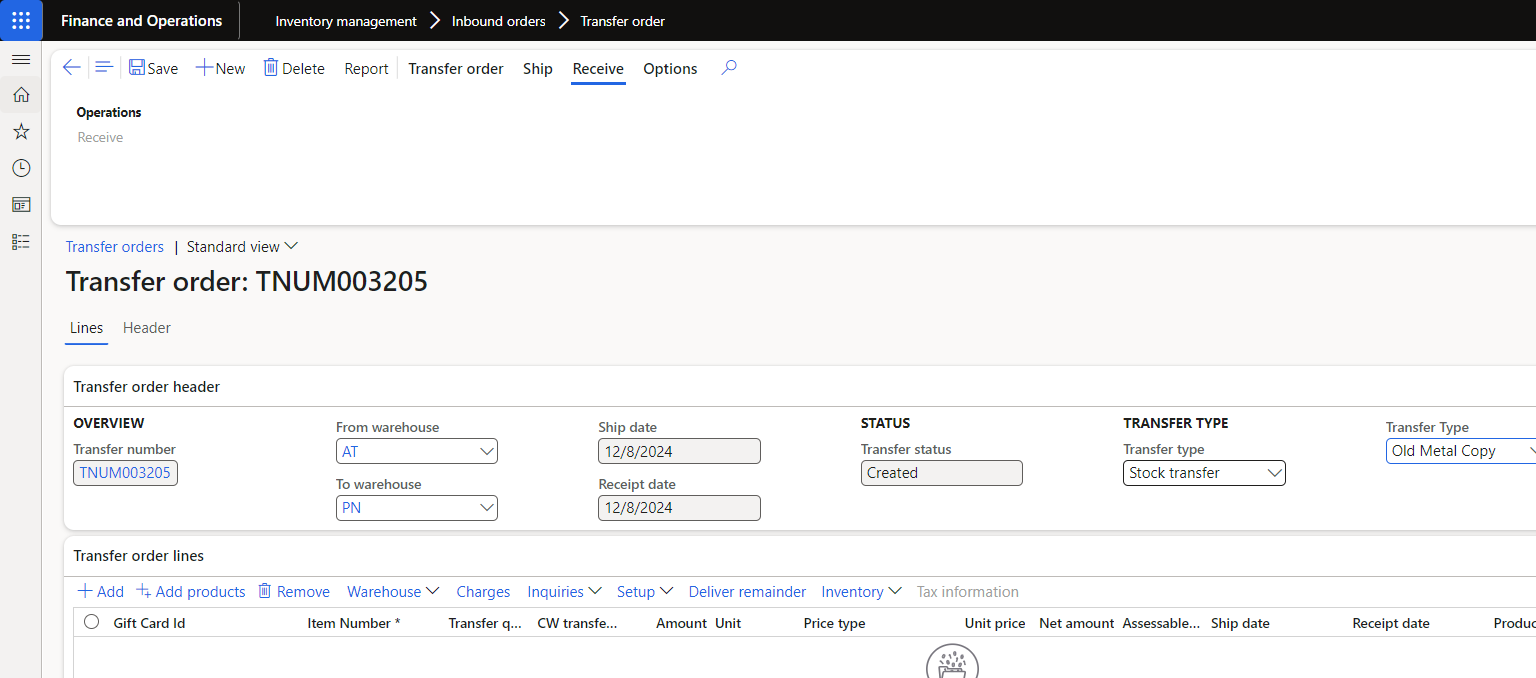 Finance and Operations
Inventory management
Inbound orders
Transfer order
Save
New
Delete
Report
Transfer order
Ship
Receive
Options
Operations
Receive
Transfer orders | Standard view
Transfer order: TNUM003205
Lines
Header
Transfer order header
OVERVIEW
Transfer number
TNUM003205
From warehouse
AT
To warehouse
PN
Ship date
12/8/2024
Receipt date
12/8/2024
STATUS
Transfer status
Created
TRANSFER TYPE
Transfer type
Stock transfer
Transfer Type
Old Metal Copy
Transfer order lines
Add
Add products
Remove
Warehouse
Charges
Inquiries
Setup
Deliver remainder
Inventory
Tax information
Gift Card Id
Item Number *
Transfer q...
CW transfe...
Amount
Unit
Price type
Unit price
Net amount
Assessable...
Ship date
Receipt date
Produc